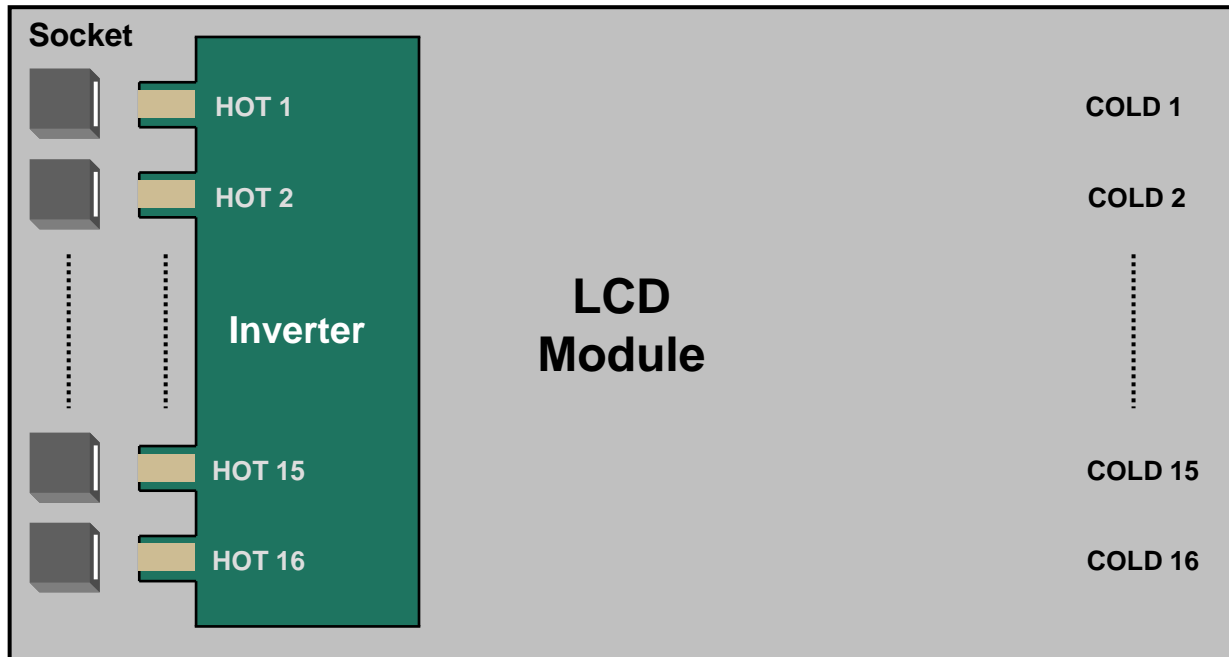 Socket
HOT 1
COLD 1
HOT 2
COLD 2
LCD
Module
Inverter
HOT 15
COLD 15
HOT 16
COLD 16